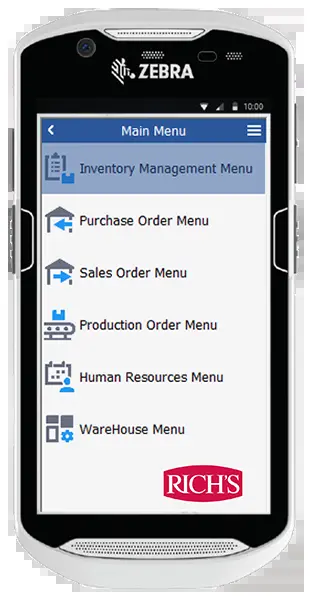 ZEBRA
10:00
Main Menu
Inventory Management Menu
Purchase Order Menu
Sales Order Menu
Production Order Menu
Human Resources Menu
WareHouse Menu
RICH'S